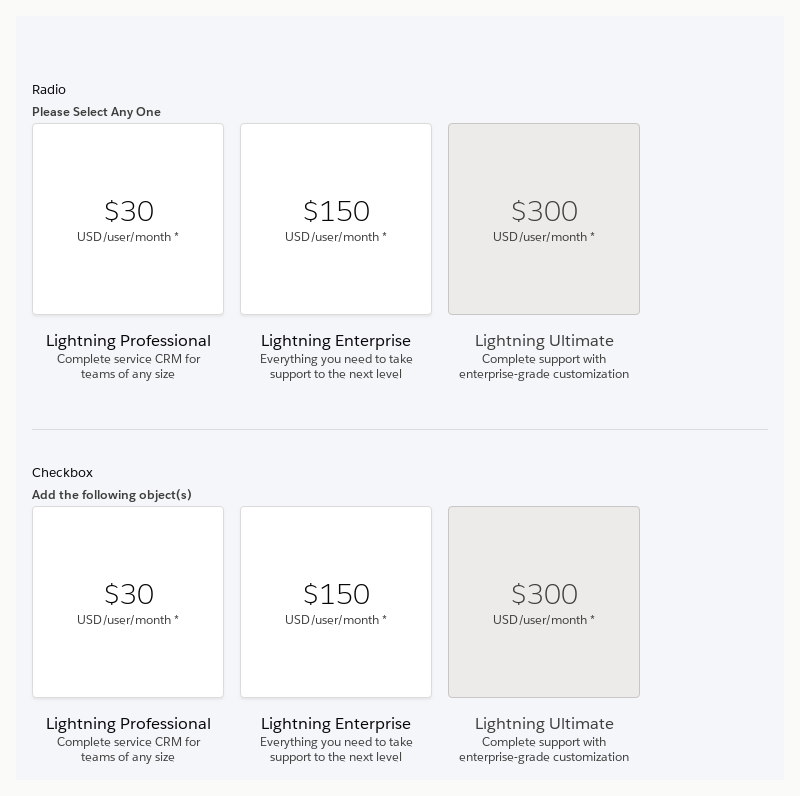 Radio
Please Select Any One
$30
USD/user/month *
$150
USD/user/month *
$300
USD/user/month *
Lightning Professional
Complete service CRM for
teams of any size
Lightning Enterprise
Everything you need to take
support to the next level
Lightning Ultimate
Complete support with
enterprise-grade customization
Checkbox
Add the following object(s)
$30
USD/user/month *
$150
USD/user/month *
$300
USD/user/month *
Lightning Professional
Complete service CRM for
teams of any size
Lightning Enterprise
Everything you need to take
support to the next level
Lightning Ultimate
Complete support with
enterprise-grade customization